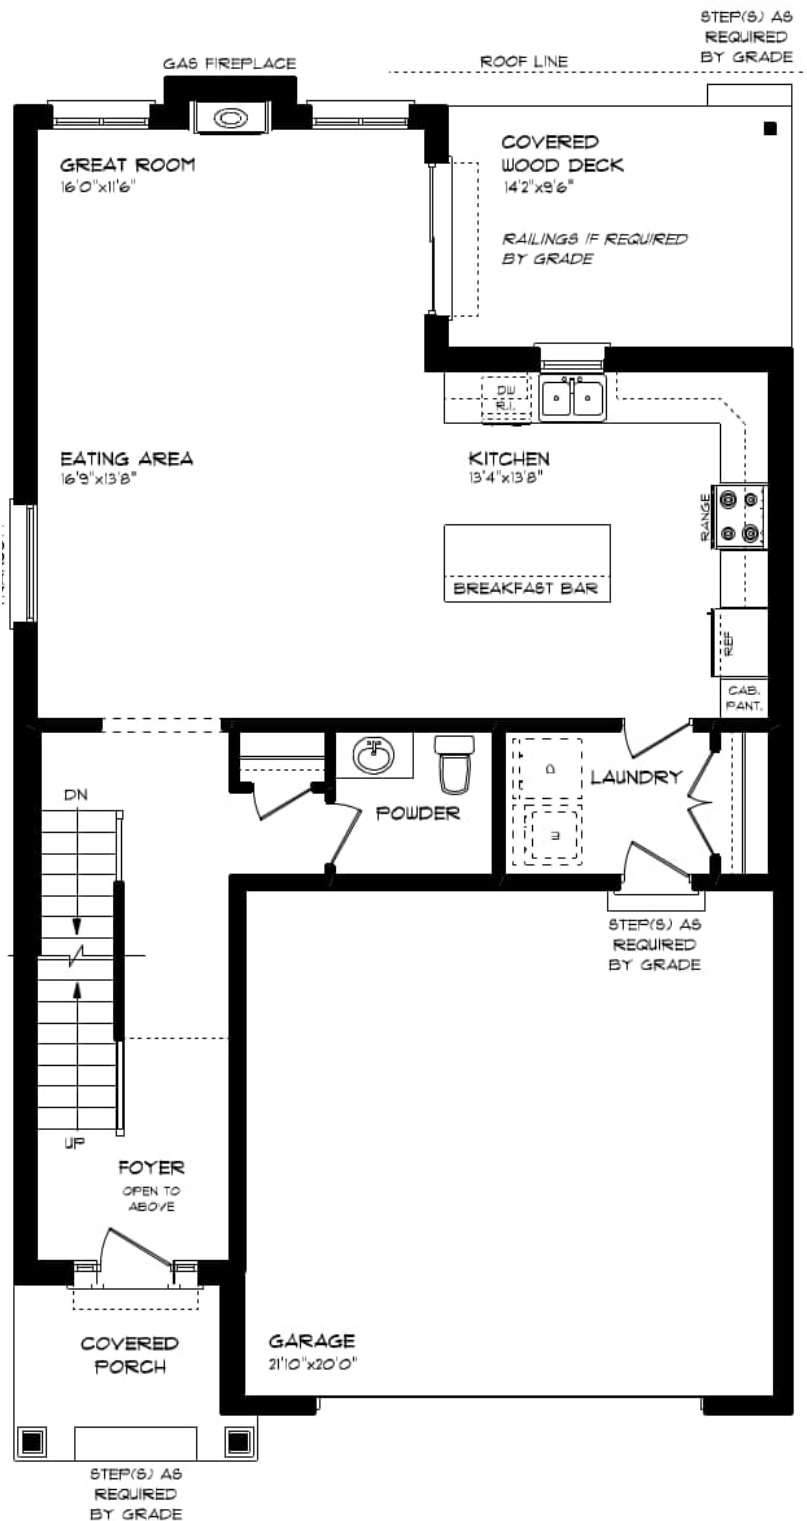 STEP(S) AS
REQUIRED
BY GRADE
GAS FIREPLACE
ROOF LINE
COVERED
WOOD DECK
14'2"x9'6"
GREAT ROOM
16'0"x11'6"
RAILINGS IF REQUIRED
BY GRADE
DW
R.I.
EATING AREA
16'9"x13'8"
KITCHEN
13'4"x13'8"
RANGE
BREAKFAST BAR
REF
CAB.
PANT.
D
LAUNDRY
DN
POWDER
W
STEP(S) AS
REQUIRED
BY GRADE
UP
FOYER
OPEN TO
ABOVE
COVERED
PORCH
GARAGE
21'10"x20'0"
STEP(S) AS
REQUIRED
BY GRADE